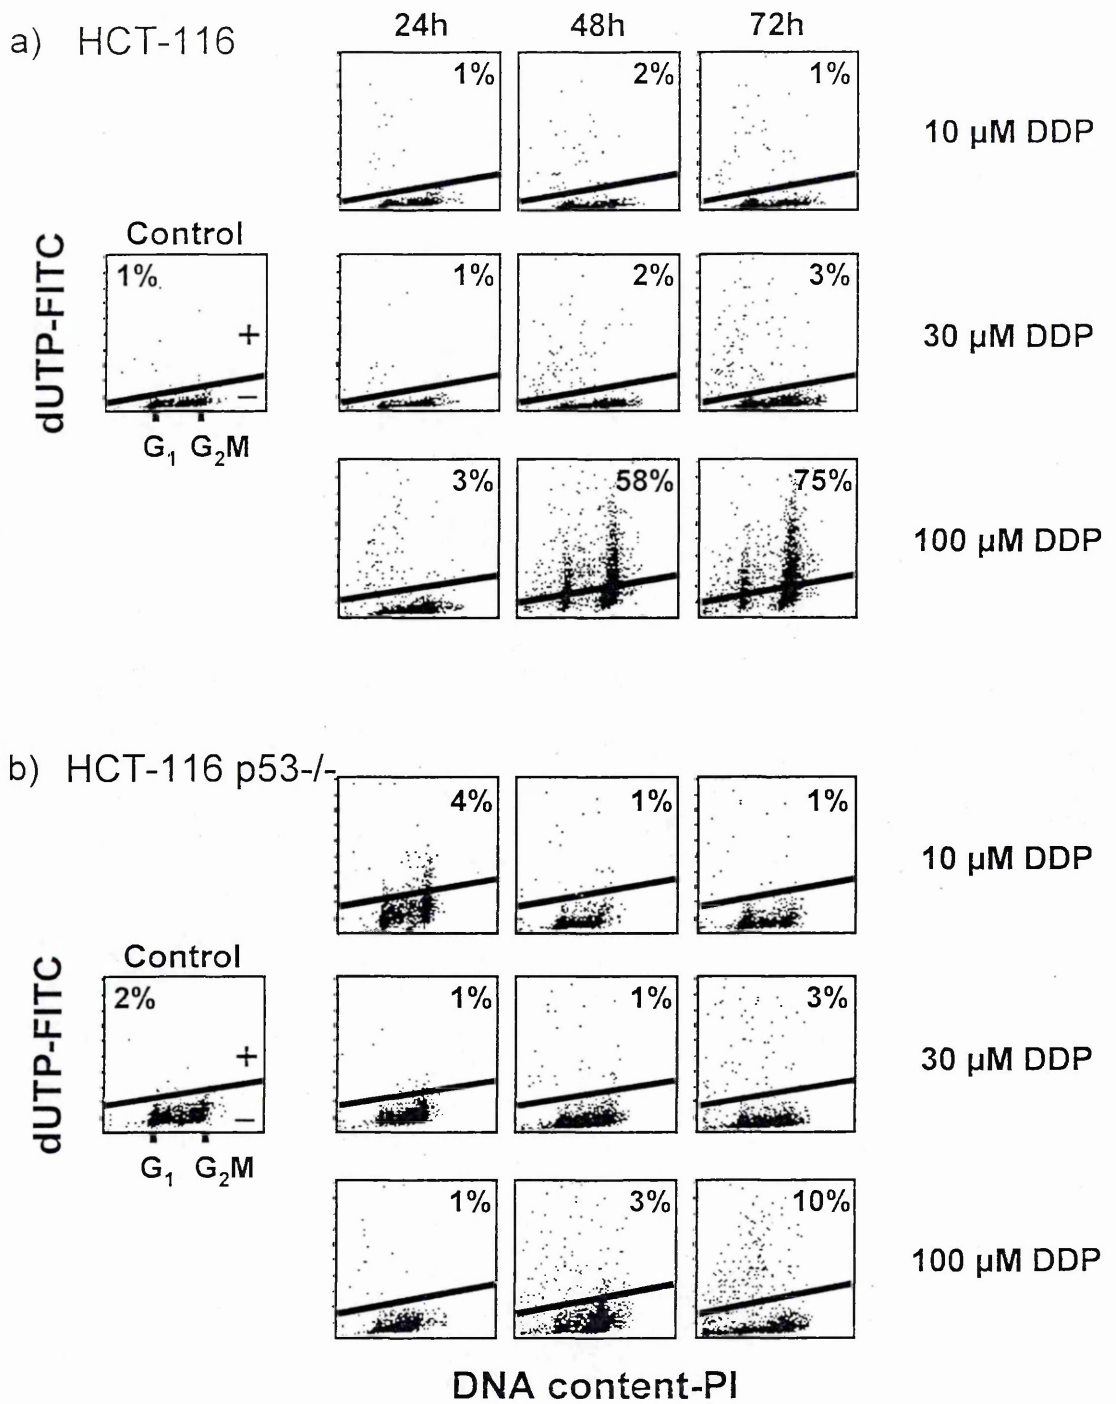 a) HCT-116
24h 48h 72h
1% 2% 1%
10 µM DDP
Control
dUTP-FITC
1%
+
–
G1 G2M
1% 2% 3%
30 µM DDP
3% 58% 75%
100 µM DDP
b) HCT-116 p53-/-
4% 1% 1%
10 µM DDP
Control
dUTP-FITC
2%
+
–
G1 G2M
1% 1% 3%
30 µM DDP
1% 3% 10%
100 µM DDP
DNA content-PI